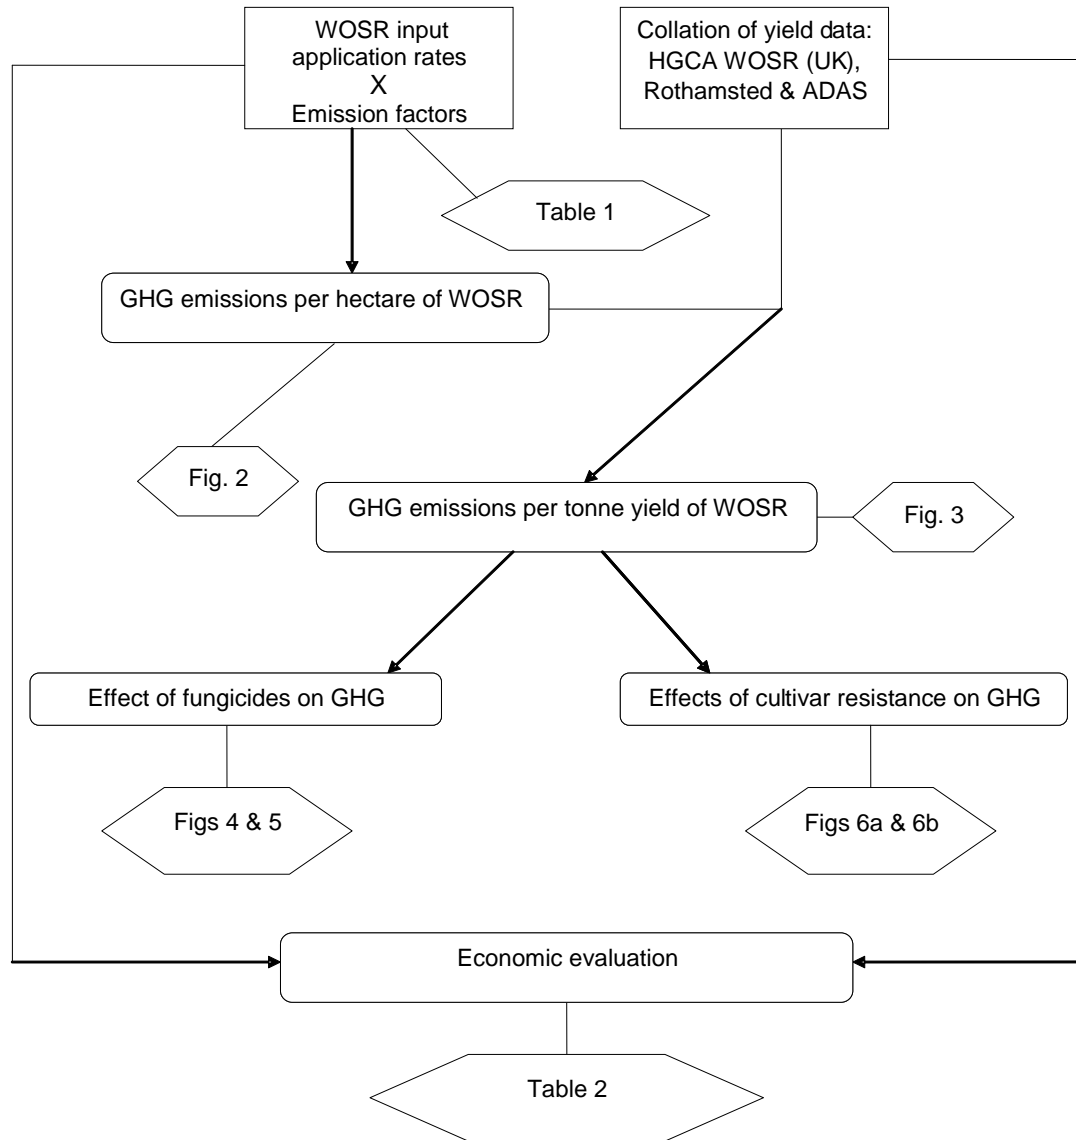 WOSR input
application rates
X
Emission factors
Collation of yield data:
HGCA WOSR (UK),
Rothamsted & ADAS
Table 1
GHG emissions per hectare of WOSR
Fig. 2
GHG emissions per tonne yield of WOSR
Fig. 3
Effect of fungicides on GHG
Effects of cultivar resistance on GHG
Figs 4 & 5
Figs 6a & 6b
Economic evaluation
Table 2